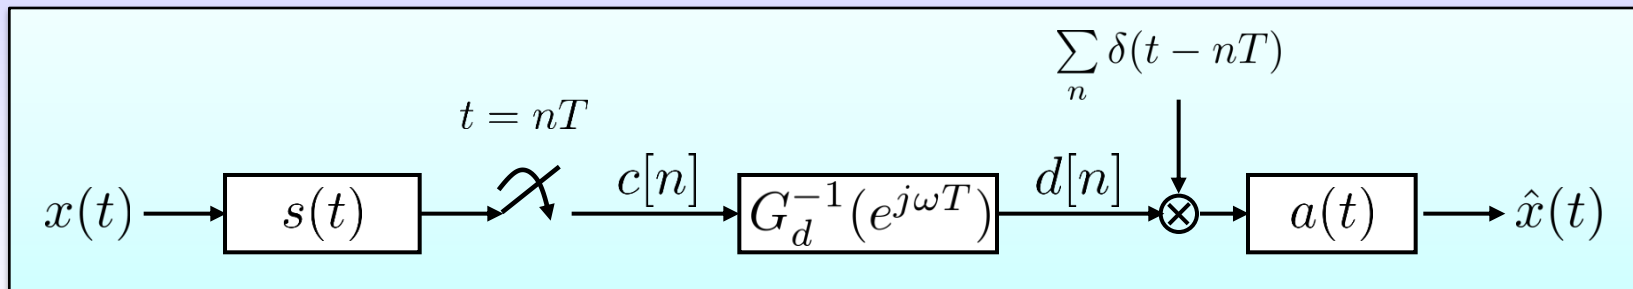 ∑ δ(t − nT)
n
t = nT
x(t) s(t) c[n] G_d^{-1}(e^{jωT}) d[n] ⊗ a(t) x̂(t)